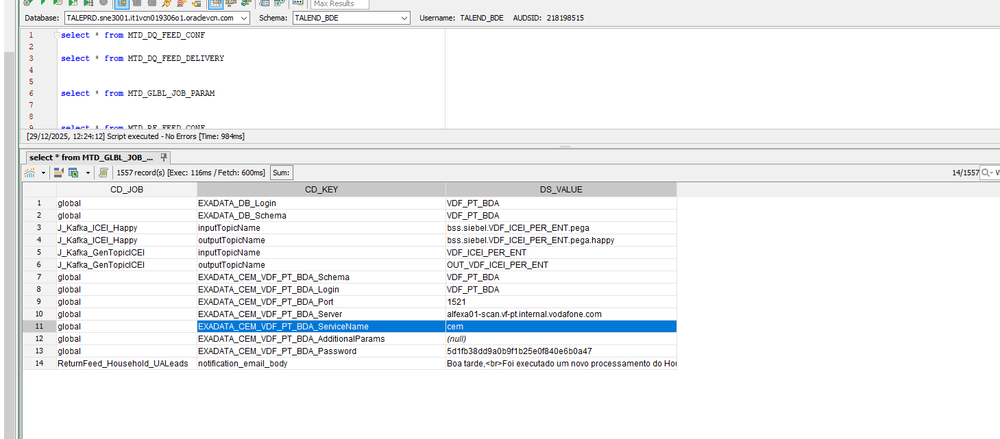 Max Results
Database: TALEPRD.sne3001.it1vcn019306o1.oraclevcn.com Schema: TALEND_BDE Username: TALEND_BDE AUDSID: 218198515
1 select * from MTD_DQ_FEED_CONF
2
3 select * from MTD_DQ_FEED_DELIVERY
4
5
6 select * from MTD_GLBL_JOB_PARAM
7
8
9 select * from MTD_RF_FEED_CONF
[29/12/2025, 12:24:12] Script executed - No Errors [Time: 984ms]
select * from MTD_GLBL_JOB_...
1557 record(s) [Exec: 116ms / Fetch: 600ms] Sum: 14/1557
CD_JOB CD_KEY DS_VALUE
1 global EXADATA_DB_Login VDF_PT_BDA
2 global EXADATA_DB_Schema VDF_PT_BDA
3 J_Kafka_ICEI_Happy inputTopicName bss.siebel.VDF_ICEI_PER_ENT.pega
4 J_Kafka_ICEI_Happy outputTopicName bss.siebel.VDF_ICEI_PER_ENT.pega.happy
5 J_Kafka_GenTopicICEI inputTopicName VDF_ICEI_PER_ENT
6 J_Kafka_GenTopicICEI outputTopicName OUT_VDF_ICEI_PER_ENT
7 global EXADATA_CEM_VDF_PT_BDA_Schema VDF_PT_BDA
8 global EXADATA_CEM_VDF_PT_BDA_Login VDF_PT_BDA
9 global EXADATA_CEM_VDF_PT_BDA_Port 1521
10 global EXADATA_CEM_VDF_PT_BDA_Server alfexa01-scan.vf-pt.internal.vodafone.com
11 global EXADATA_CEM_VDF_PT_BDA_ServiceName cem
12 global EXADATA_CEM_VDF_PT_BDA_AdditionalParams (null)
13 global EXADATA_CEM_VDF_PT_BDA_Password 5d1fb38dd9a0b9f1b25e0f840e6b0a47
14 ReturnFeed_Household_UALeads notification_email_body Boa tarde,<br>Foi executado um novo processamento do Hou